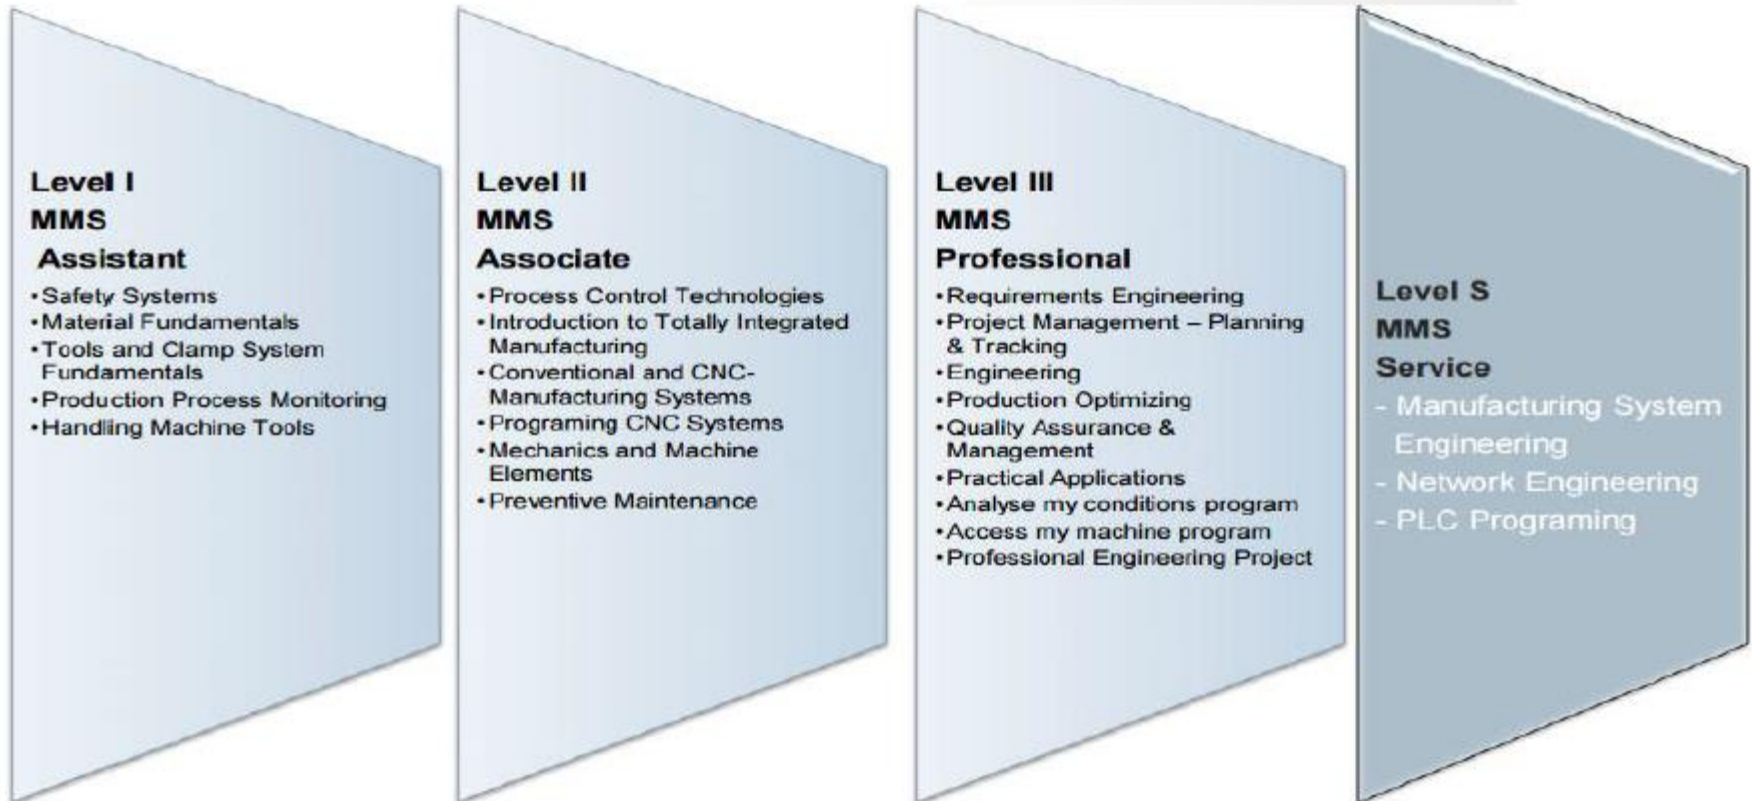 Level I
MMS
Assistant
•Safety Systems
•Material Fundamentals
•Tools and Clamp System
Fundamentals
•Production Process Monitoring
•Handling Machine Tools
Level II
MMS
Associate
•Process Control Technologies
•Introduction to Totally Integrated
Manufacturing
•Conventional and CNC-
Manufacturing Systems
•Programing CNC Systems
•Mechanics and Machine
Elements
•Preventive Maintenance
Level III
MMS
Professional
•Requirements Engineering
•Project Management – Planning
& Tracking
•Engineering
•Production Optimizing
•Quality Assurance &
Management
•Practical Applications
•Analyse my conditions program
•Access my machine program
•Professional Engineering Project
Level S
MMS
Service
- Manufacturing System
Engineering
- Network Engineering
- PLC Programing